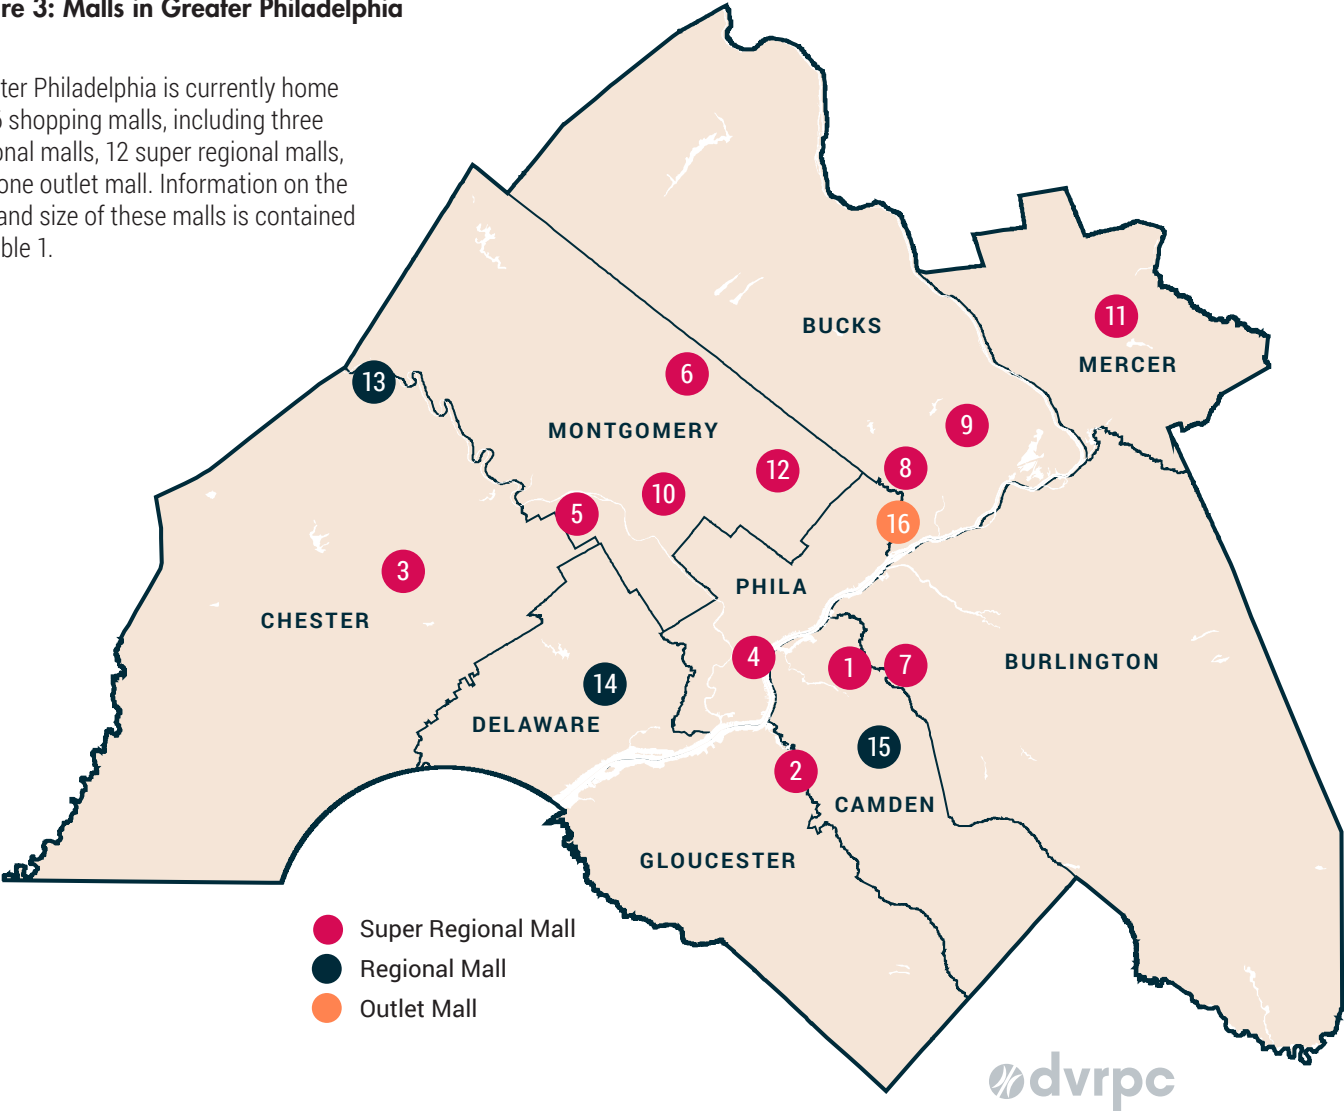 re 3: Malls in Greater Philadelphia
ter Philadelphia is currently home
shopping malls, including three
onal malls, 12 super regional malls,
one outlet mall. Information on the
and size of these malls is contained
ble 1.
BUCKS
11
MERCER
13
6
MONTGOMERY
9
12
8
10
5
16
3
PHILA
CHESTER
4
1
7
BURLINGTON
14
DELAWARE
15
2
CAMDEN
GLOUCESTER
Super Regional Mall
Regional Mall
Outlet Mall
dvrpc